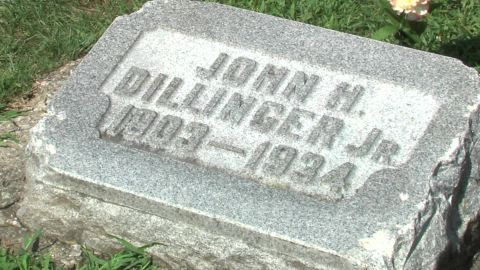 JOHN H.
DILLINGER JR.
1903—1934